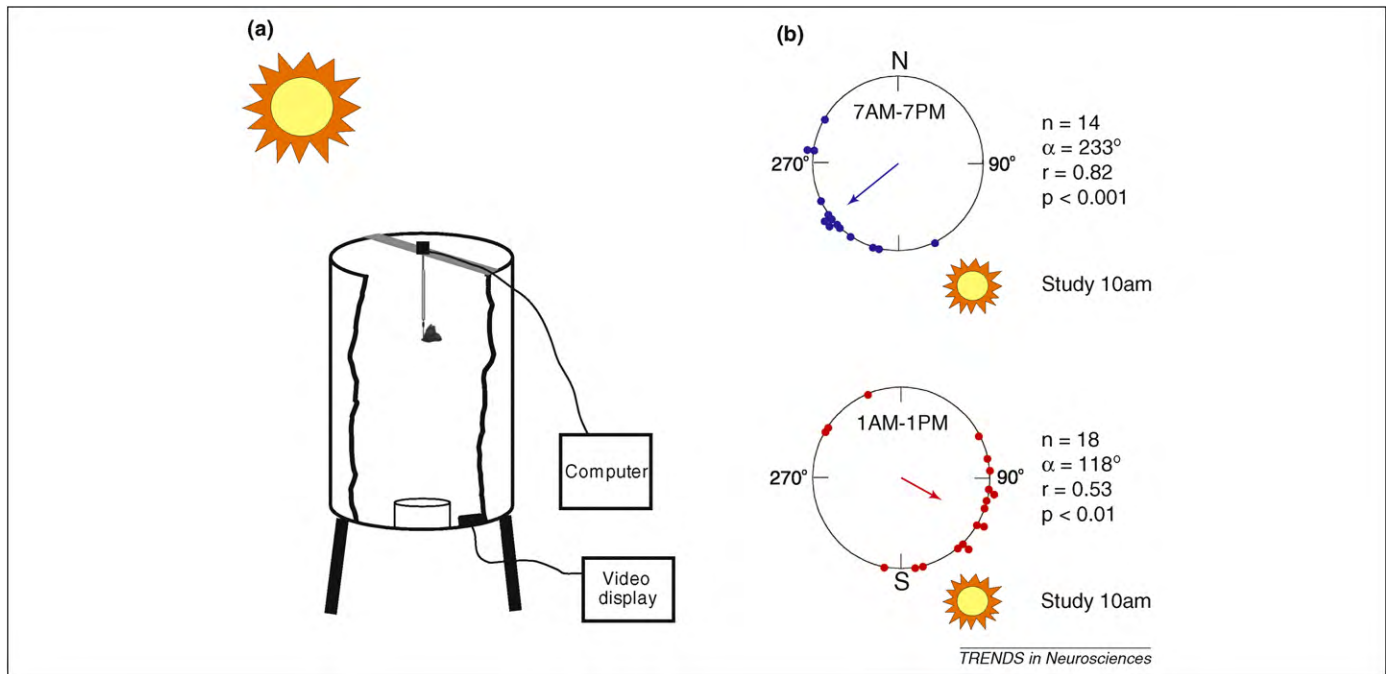 (a)
Computer
Video
display
(b)
N
7AM-7PM
270°
90°
n = 14
α = 233°
r = 0.82
p < 0.001
Study 10am
1AM-1PM
270°
90°
S
n = 18
α = 118°
r = 0.53
p < 0.01
Study 10am
TRENDS in Neurosciences